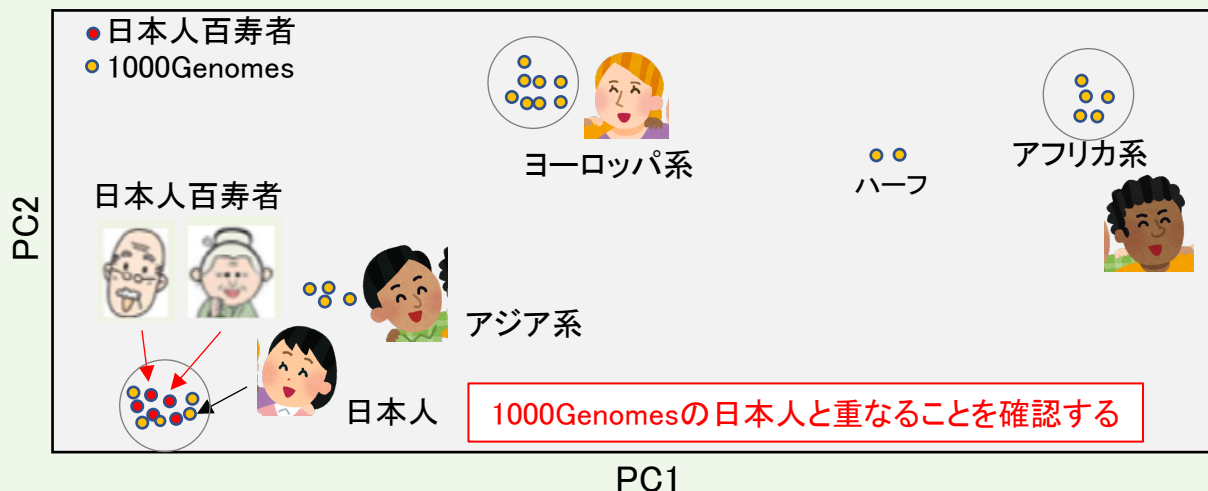 日本人百寿者
1000Genomes
ヨーロッパ系
ハーフ
アフリカ系
日本人百寿者
PC2
アジア系
日本人
1000Genomesの日本人と重なることを確認する
PC1